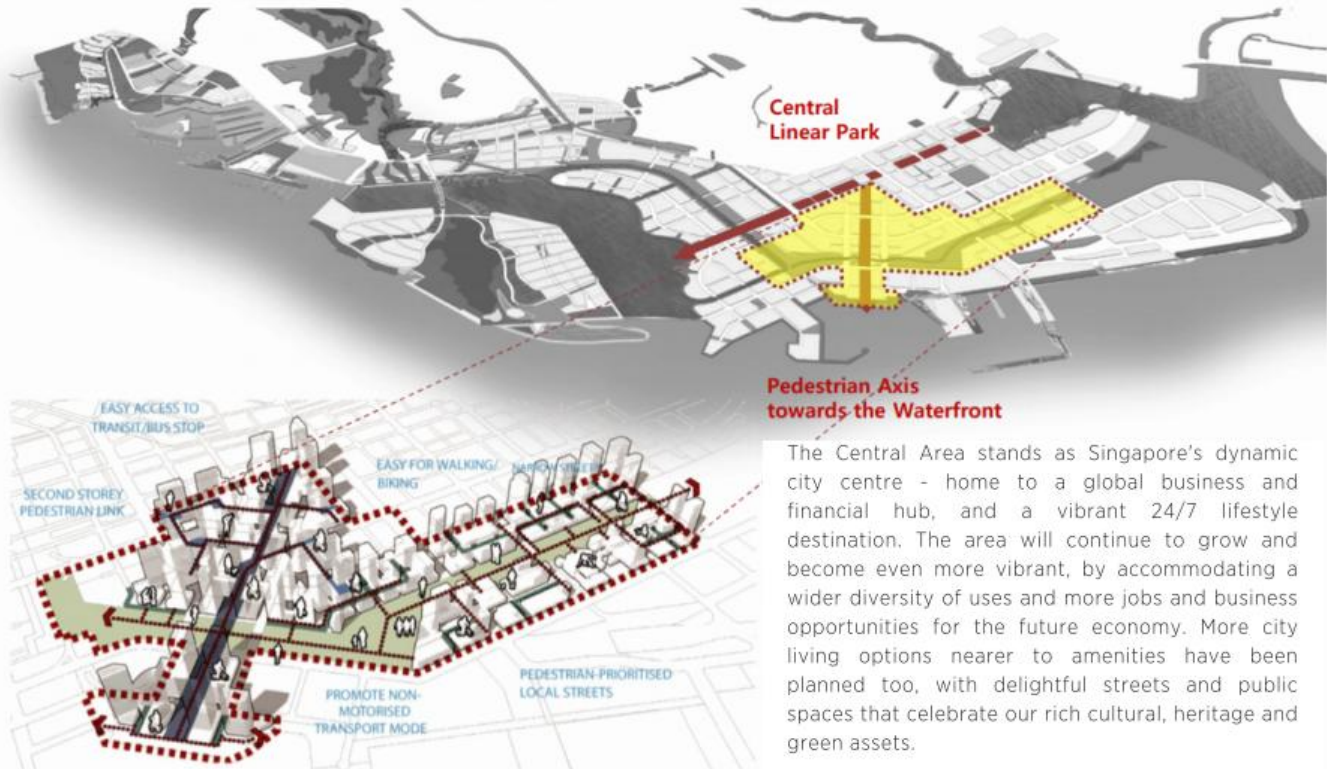 Central
Linear Park
Pedestrian Axis
towards the Waterfront
EASY ACCESS TO
TRANSIT/BUS STOP
EASY FOR WALKING/
BIKING
NARROW STREET
SECOND STOREY
PEDESTRIAN LINK
PEDESTRIAN-PRIORITISED
LOCAL STREETS
PROMOTE NON-
MOTORISED
TRANSPORT MODE
The Central Area stands as Singapore's dynamic
city centre - home to a global business and
financial hub, and a vibrant 24/7 lifestyle
destination. The area will continue to grow and
become even more vibrant, by accommodating a
wider diversity of uses and more jobs and business
opportunities for the future economy. More city
living options nearer to amenities have been
planned too, with delightful streets and public
spaces that celebrate our rich cultural, heritage and
green assets.